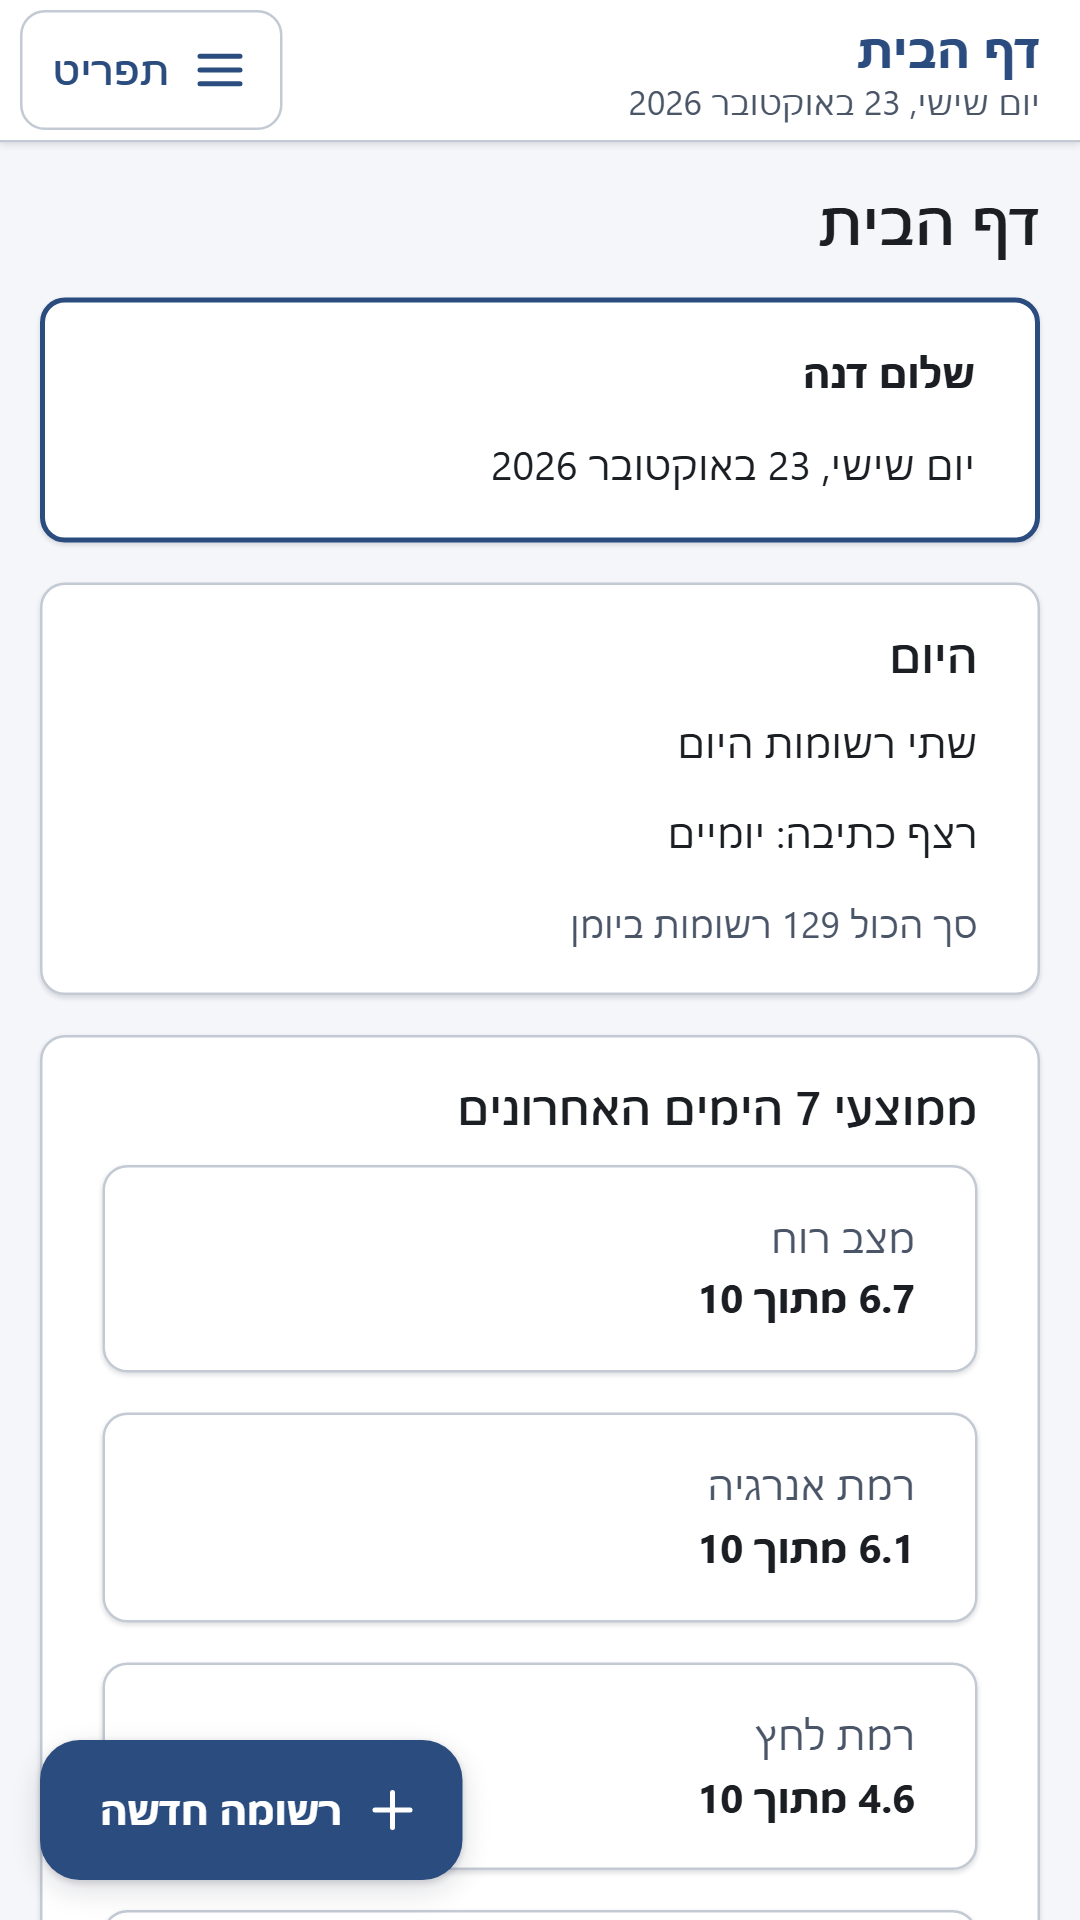 דף הבית
יום שישי, 23 באוקטובר 2026
תפריט
דף הבית
שלום דנה
יום שישי, 23 באוקטובר 2026
היום
שתי רשומות היום
רצף כתיבה: יומיים
סך הכול 129 רשומות ביומן
ממוצעי 7 הימים האחרונים
מצב רוח
6.7 מתוך 10
רמת אנרגיה
6.1 מתוך 10
רמת לחץ
4.6 מתוך 10
רשומה חדשה